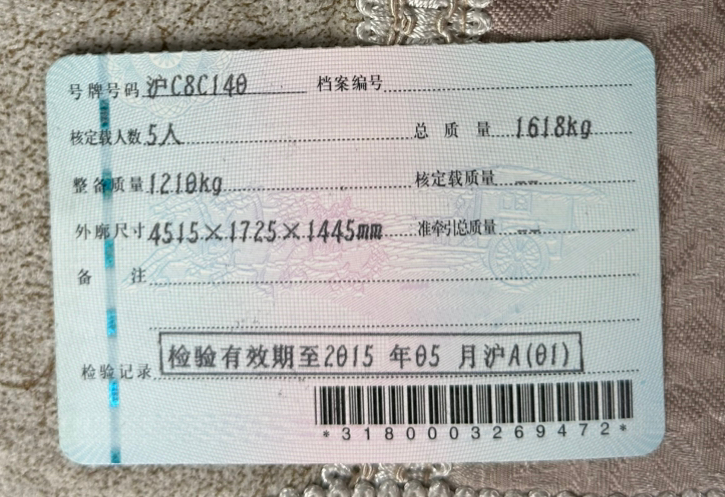 号牌号码 沪C8C140 档案编号
核定载人数 5人 总质量 1618kg
整备质量 1210kg 核定载质量 --
外廓尺寸 4515×1725×1445mm 准牵引总质量 --
备注
检验记录 检验有效期至2015年05月沪A(01)
*3180003269472*